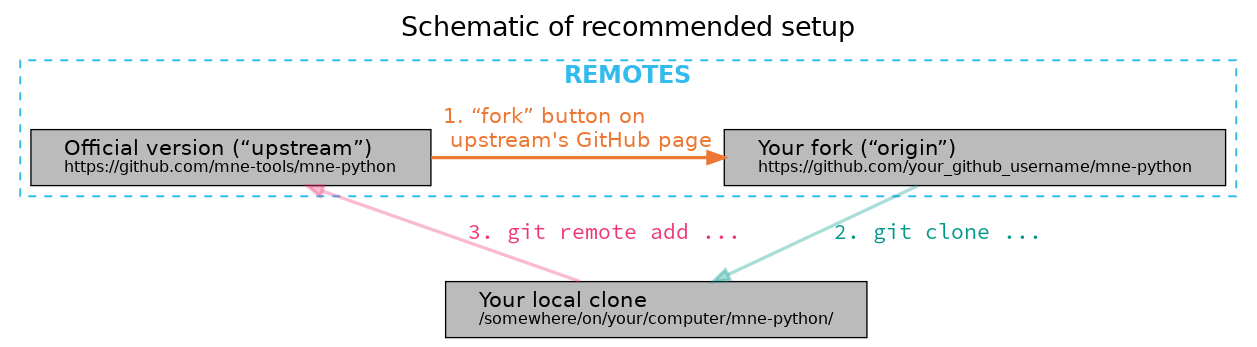 Schematic of recommended setup
REMOTES
1. “fork” button on
upstream's GitHub page
Official version (“upstream”)
https://github.com/mne-tools/mne-python
Your fork (“origin”)
https://github.com/your_github_username/mne-python
3. git remote add ...
2. git clone ...
Your local clone
/somewhere/on/your/computer/mne-python/